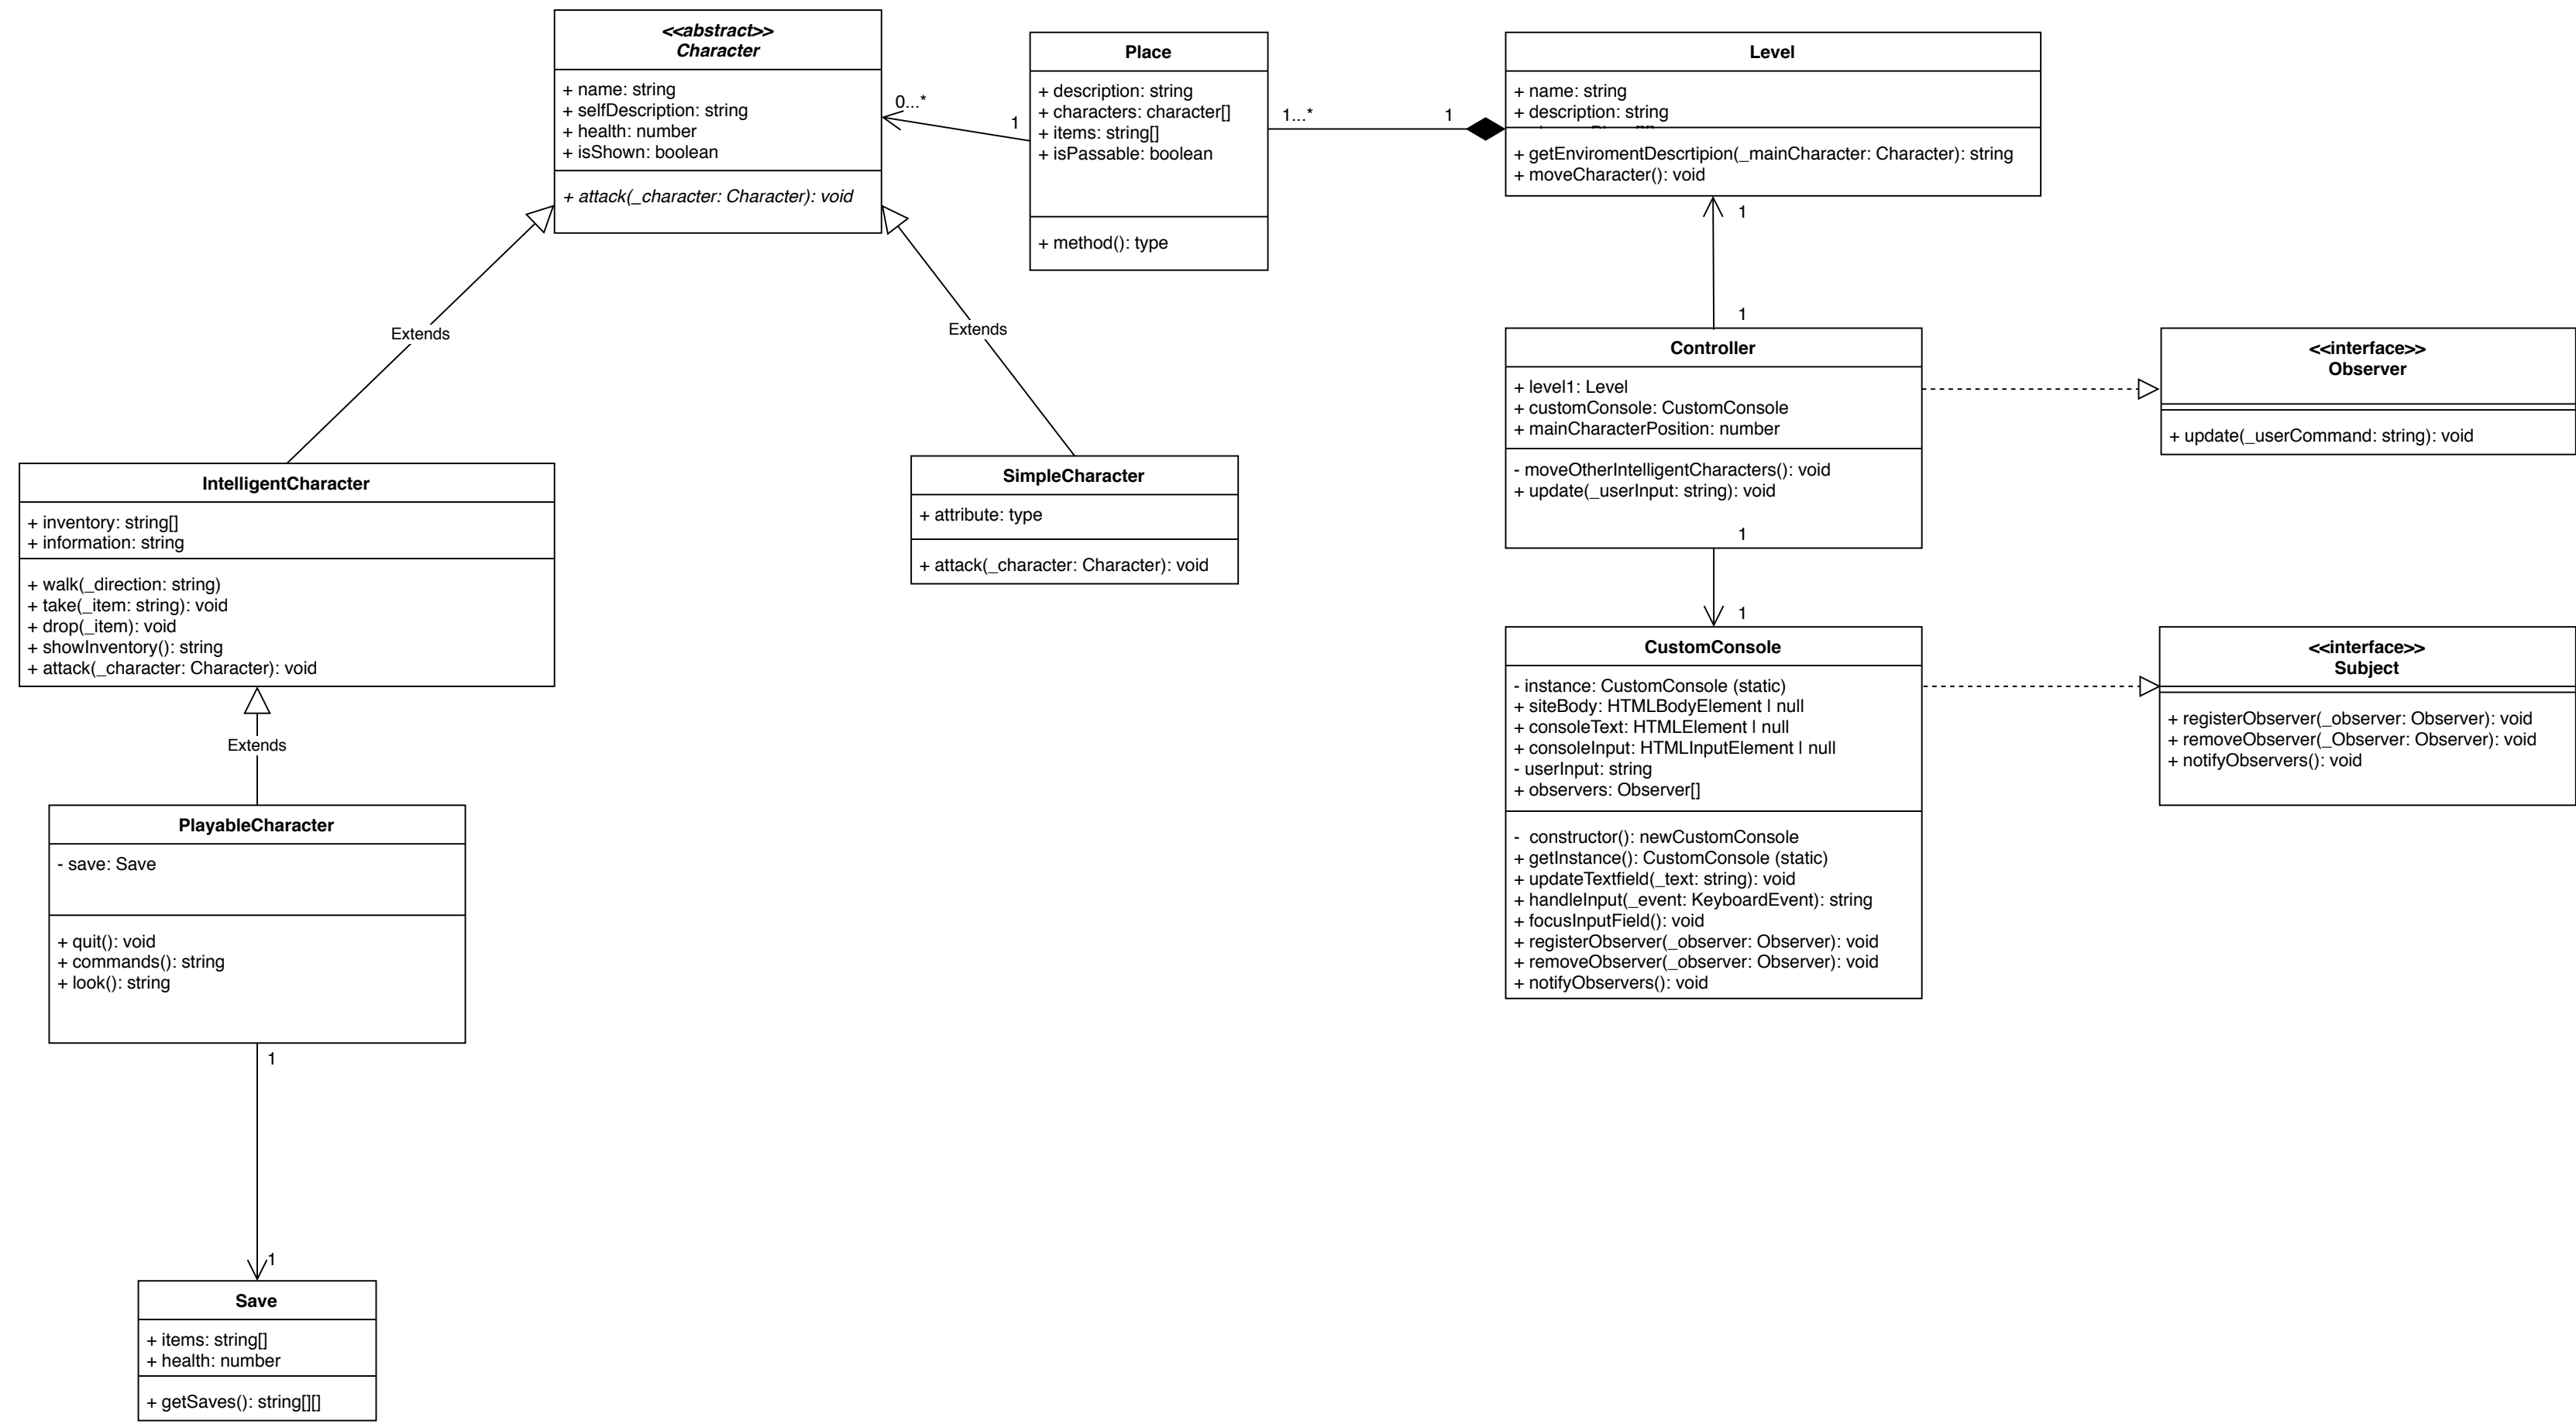 <<abstract>>
Character
+ name: string
+ selfDescription: string
+ health: number
+ isShown: boolean
+ attack(_character: Character): void
0...*
1
Place
+ description: string
+ characters: character[]
+ items: string[]
+ isPassable: boolean
+ method(): type
1...*
1
Level
+ name: string
+ description: string
+ getEnviromentDescrtipion(_mainCharacter: Character): string
+ moveCharacter(): void
1
1
Extends
Extends
Controller
+ level1: Level
+ customConsole: CustomConsole
+ mainCharacterPosition: number
- moveOtherIntelligentCharacters(): void
+ update(_userInput: string): void
1
1
<<interface>>
Observer
+ update(_userCommand: string): void
IntelligentCharacter
+ inventory: string[]
+ information: string
+ walk(_direction: string)
+ take(_item: string): void
+ drop(_item): void
+ showInventory(): string
+ attack(_character: Character): void
SimpleCharacter
+ attribute: type
+ attack(_character: Character): void
CustomConsole
- instance: CustomConsole (static)
+ siteBody: HTMLBodyElement | null
+ consoleText: HTMLElement | null
+ consoleInput: HTMLInputElement | null
- userInput: string
+ observers: Observer[]
- constructor(): newCustomConsole
+ getInstance(): CustomConsole (static)
+ updateTextfield(_text: string): void
+ handleInput(_event: KeyboardEvent): string
+ focusInputField(): void
+ registerObserver(_observer: Observer): void
+ removeObserver(_observer: Observer): void
+ notifyObservers(): void
<<interface>>
Subject
+ registerObserver(_observer: Observer): void
+ removeObserver(_Observer: Observer): void
+ notifyObservers(): void
Extends
PlayableCharacter
- save: Save
+ quit(): void
+ commands(): string
+ look(): string
1
1
Save
+ items: string[]
+ health: number
+ getSaves(): string[][]